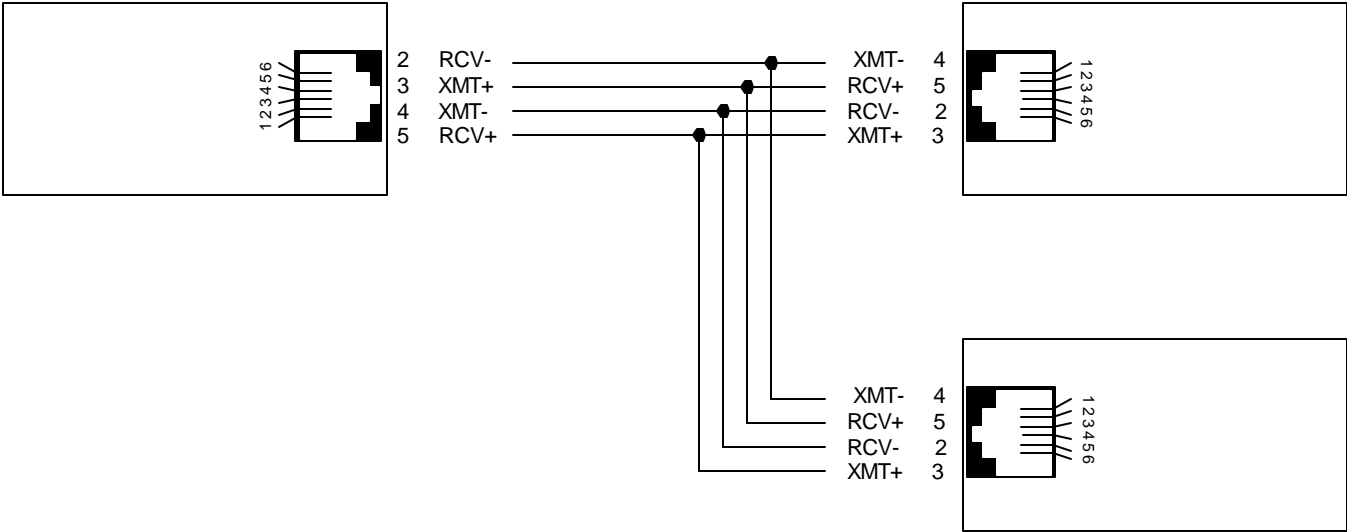 123456
2 RCV-
3 XMT+
4 XMT-
5 RCV+
XMT- 4
RCV+ 5
RCV- 2
XMT+ 3
123456
XMT- 4
RCV+ 5
RCV- 2
XMT+ 3
123456